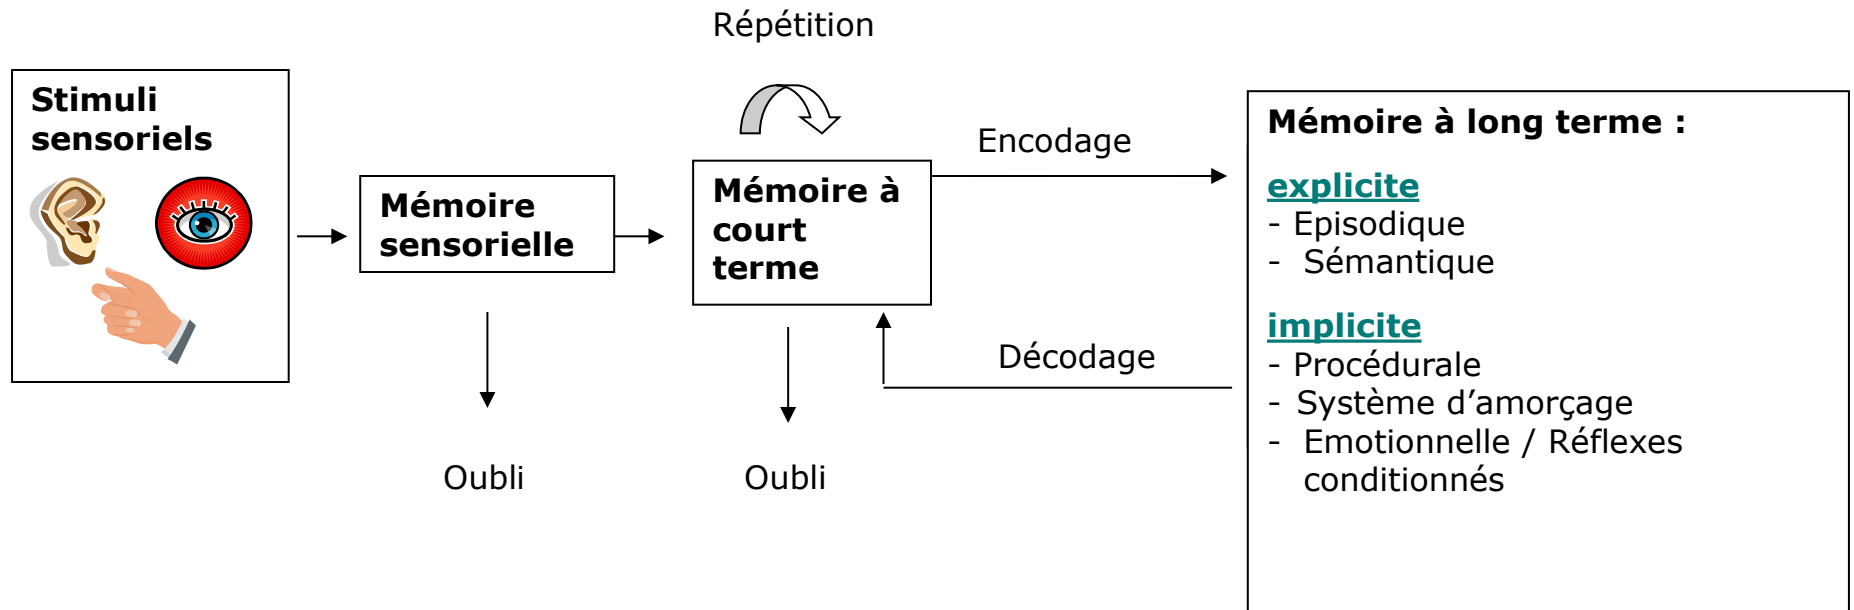 Répétition
Stimuli
sensoriels
Mémoire
sensorielle
Mémoire à
court
terme
Encodage
Décodage
Oubli
Oubli
Mémoire à long terme :
explicite
- Episodique
- Sémantique
implicite
- Procédurale
- Système d’amorçage
- Emotionnelle / Réflexes
conditionnés